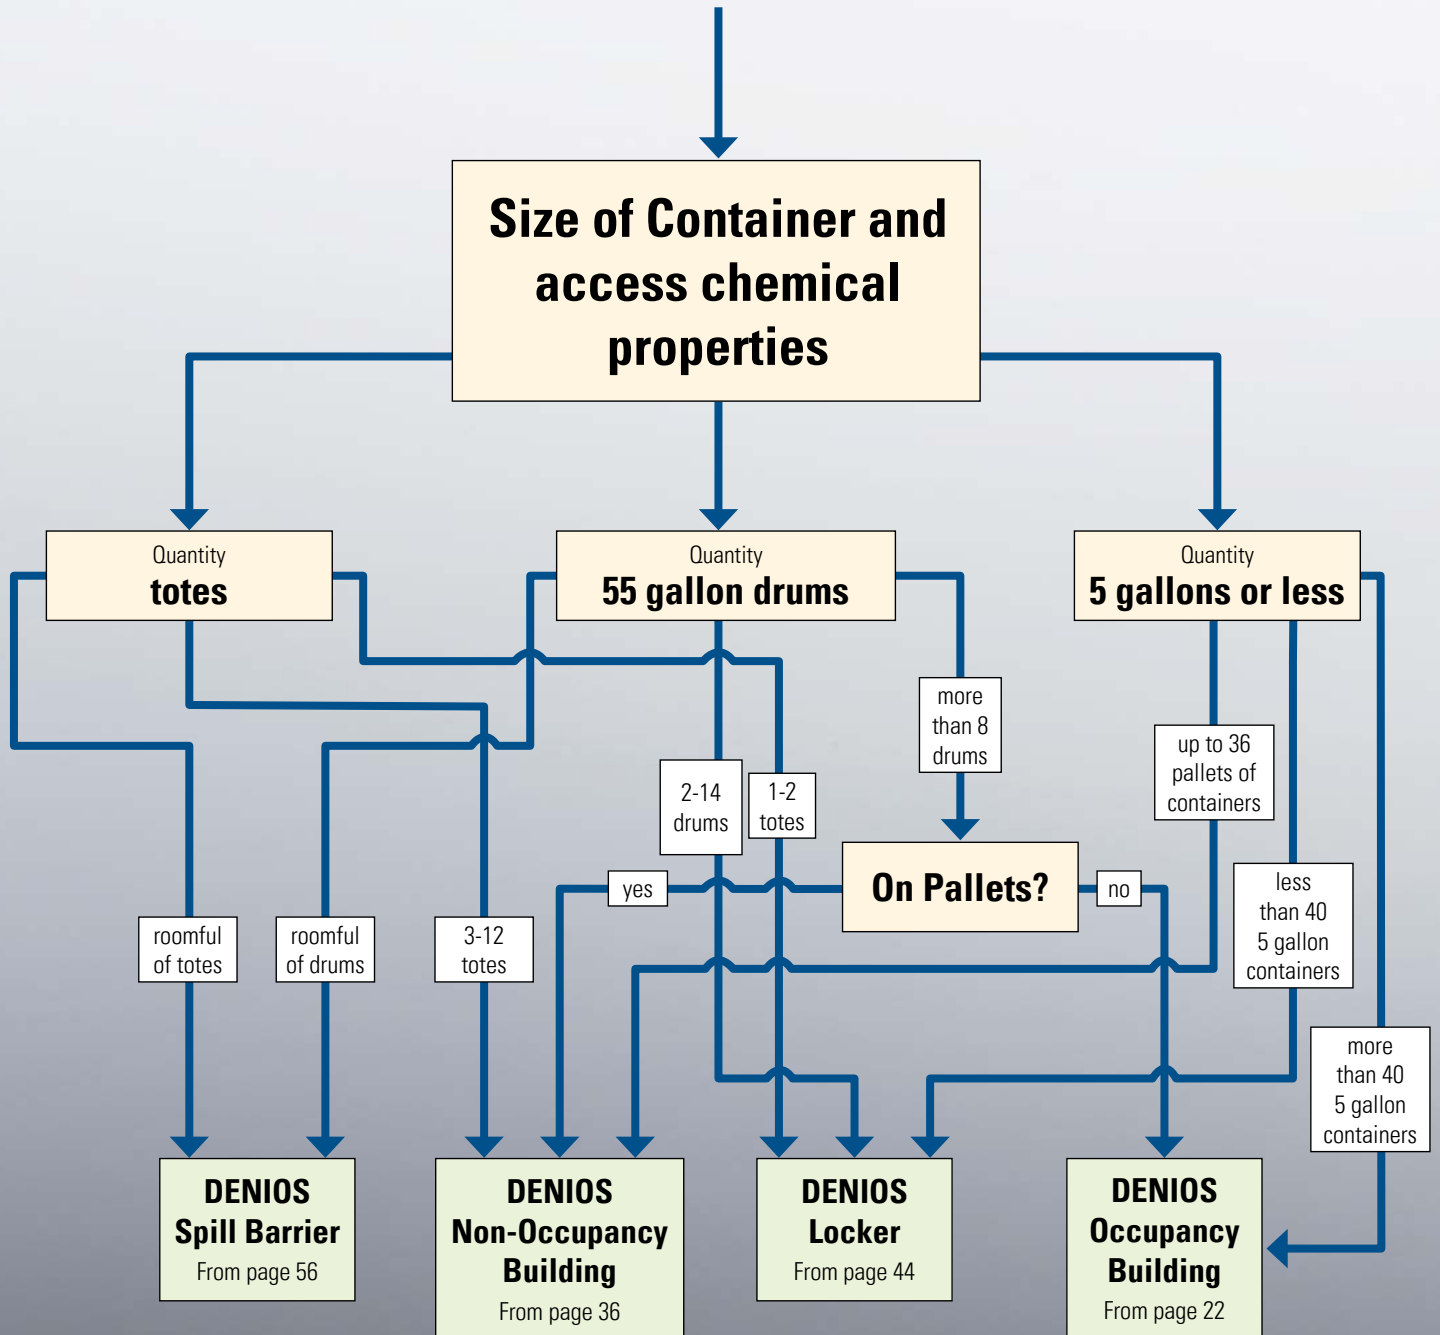 Size of Container and
access chemical
properties
Quantity
totes
Quantity
55 gallon drums
Quantity
5 gallons or less
more
than 8
drums
up to 36
pallets of
containers
2-14
drums
1-2
totes
On Pallets?
yes
no
less
than 40
5 gallon
containers
roomful
of totes
roomful
of drums
3-12
totes
more
than 40
5 gallon
containers
DENIOS
Spill Barrier
From page 56
DENIOS
Non-Occupancy
Building
From page 36
DENIOS
Locker
From page 44
DENIOS
Occupancy
Building
From page 22